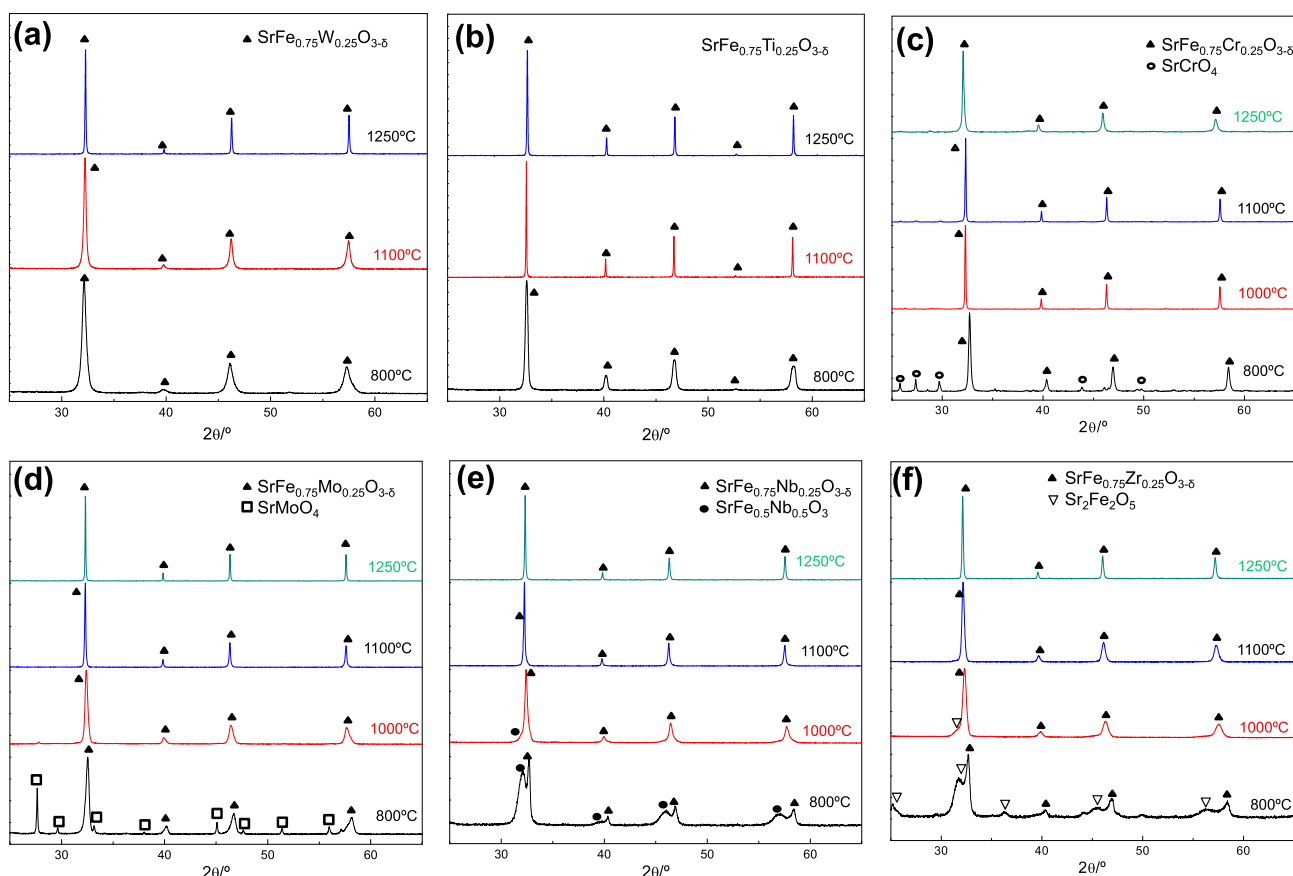 (a)
▲ SrFe₀.₇₅W₀.₂₅O₃₋δ
1250ºC
1100ºC
800ºC
30 40 50 60
2θ/º
(b)
SrFe₀.₇₅Ti₀.₂₅O₃₋δ
1250ºC
1100ºC
800ºC
30 40 50 60
2θ/º
(c)
▲ SrFe₀.₇₅Cr₀.₂₅O₃₋δ
SrCrO₄
1250ºC
1100ºC
1000ºC
800ºC
30 40 50 60
2θ/º
(d)
▲ SrFe₀.₇₅Mo₀.₂₅O₃₋δ
SrMoO₄
1250ºC
1100ºC
1000ºC
800ºC
30 40 50 60
2θ/º
(e)
▲ SrFe₀.₇₅Nb₀.₂₅O₃₋δ
● SrFe₀.₅Nb₀.₅O₃
1250ºC
1100ºC
1000ºC
800ºC
30 40 50 60
2θ/º
(f)
▲ SrFe₀.₇₅Zr₀.₂₅O₃₋δ
▽ Sr₂Fe₂O₅
1250ºC
1100ºC
1000ºC
800ºC
30 40 50 60
2θ/º